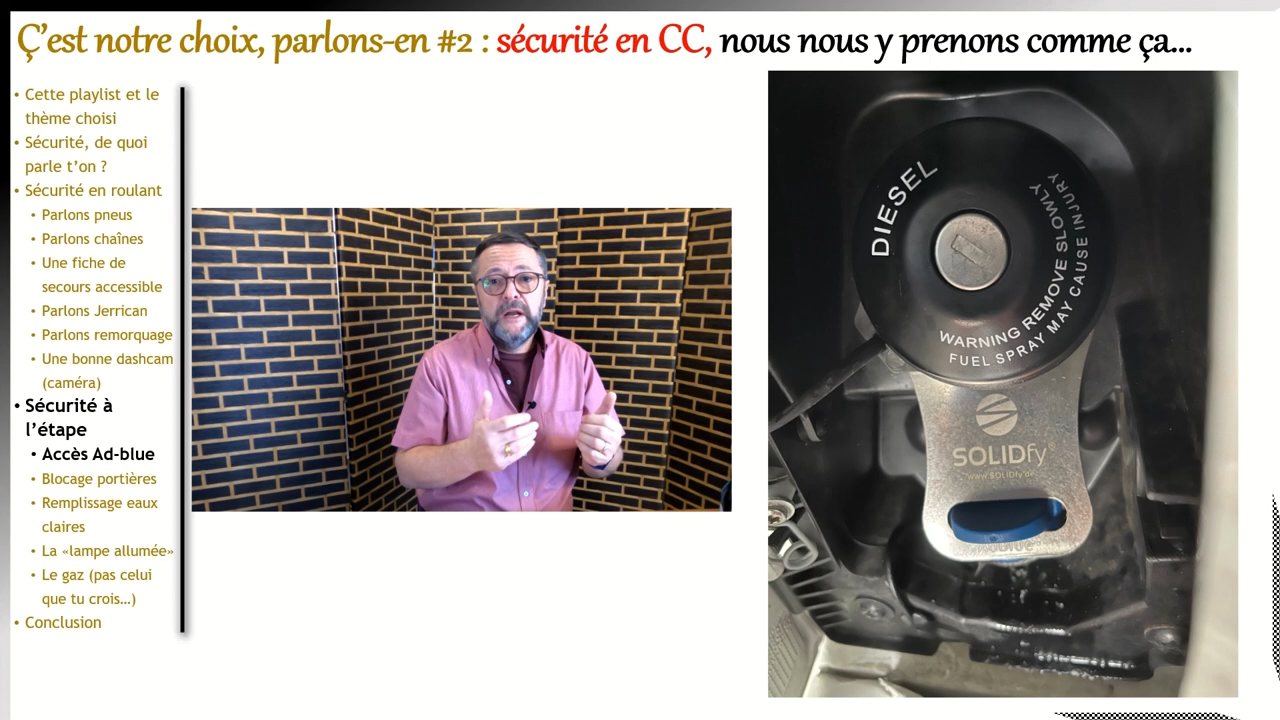 Ç’est notre choix, parlons-en #2 : sécurité en CC, nous nous y prenons comme ça...
• Cette playlist et le
thème choisi
• Sécurité, de quoi
parle t’on ?
• Sécurité en roulant
• Parlons pneus
• Parlons chaînes
• Une fiche de
secours accessible
• Parlons Jerrican
• Parlons remorquage
• Une bonne dashcam
(caméra)
• Sécurité à
l’étape
• Accès Ad-blue
• Blocage portières
• Remplissage eaux
claires
• La «lampe allumée»
• Le gaz (pas celui
que tu crois…)
• Conclusion
DIESEL
WARNING REMOVE SLOWLY
FUEL SPRAY MAY CAUSE INJURY
SOLIDfy®
www.SOLIDfy.de